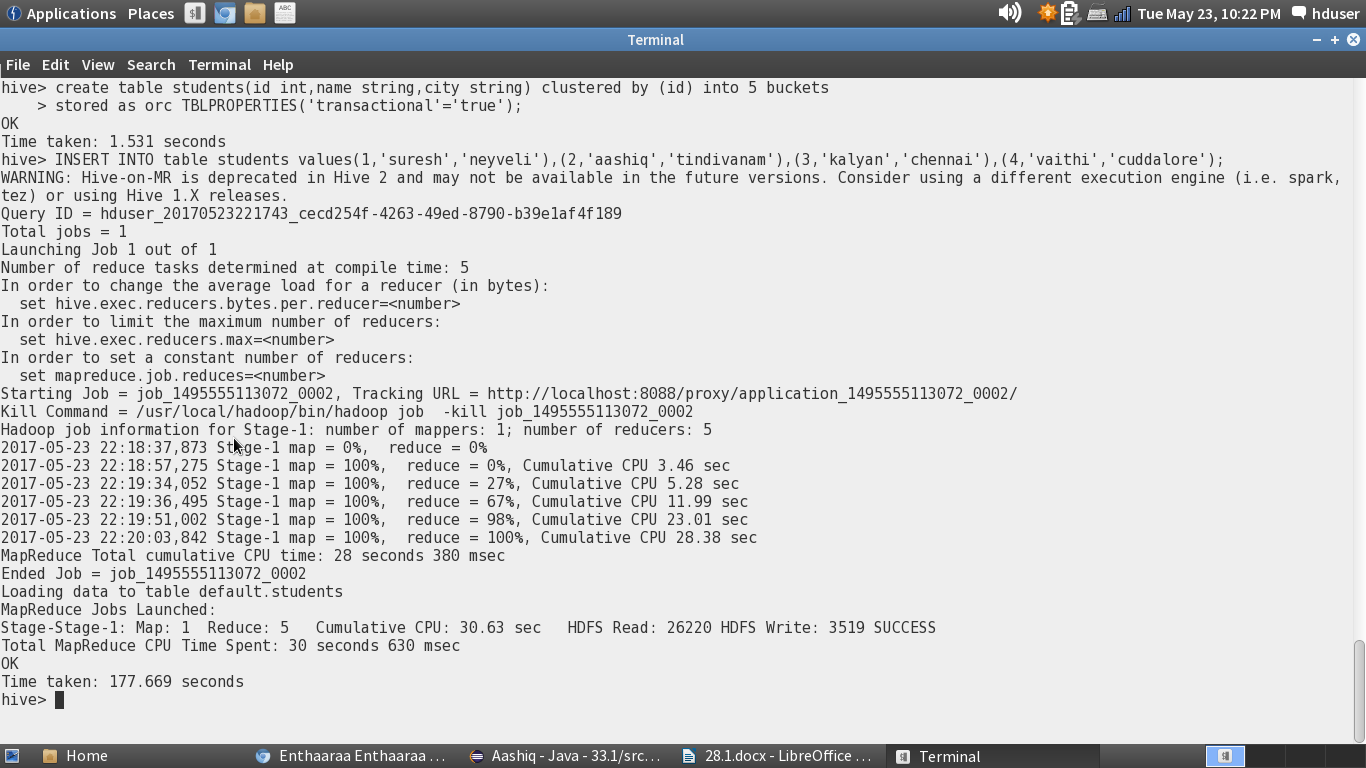 Applications Places Tue May 23, 10:22 PM hduser
Terminal
File Edit View Search Terminal Help
hive> create table students(id int,name string,city string) clustered by (id) into 5 buckets
    > stored as orc TBLPROPERTIES('transactional'='true');
OK
Time taken: 1.531 seconds
hive> INSERT INTO table students values(1,'suresh','neyveli'),(2,'aashiq','tindivanam'),(3,'kalyan','chennai'),(4,'vaithi','cuddalore');
WARNING: Hive-on-MR is deprecated in Hive 2 and may not be available in the future versions. Consider using a different execution engine (i.e. spark,
tez) or using Hive 1.X releases.
Query ID = hduser_20170523221743_cecd254f-4263-49ed-8790-b39e1af4f189
Total jobs = 1
Launching Job 1 out of 1
Number of reduce tasks determined at compile time: 5
In order to change the average load for a reducer (in bytes):
  set hive.exec.reducers.bytes.per.reducer=<number>
In order to limit the maximum number of reducers:
  set hive.exec.reducers.max=<number>
In order to set a constant number of reducers:
  set mapreduce.job.reduces=<number>
Starting Job = job_1495555113072_0002, Tracking URL = http://localhost:8088/proxy/application_1495555113072_0002/
Kill Command = /usr/local/hadoop/bin/hadoop job  -kill job_1495555113072_0002
Hadoop job information for Stage-1: number of mappers: 1; number of reducers: 5
2017-05-23 22:18:37,873 Stage-1 map = 0%,  reduce = 0%
2017-05-23 22:18:57,275 Stage-1 map = 100%,  reduce = 0%, Cumulative CPU 3.46 sec
2017-05-23 22:19:34,052 Stage-1 map = 100%,  reduce = 27%, Cumulative CPU 5.28 sec
2017-05-23 22:19:36,495 Stage-1 map = 100%,  reduce = 67%, Cumulative CPU 11.99 sec
2017-05-23 22:19:51,002 Stage-1 map = 100%,  reduce = 98%, Cumulative CPU 23.01 sec
2017-05-23 22:20:03,842 Stage-1 map = 100%,  reduce = 100%, Cumulative CPU 28.38 sec
MapReduce Total cumulative CPU time: 28 seconds 380 msec
Ended Job = job_1495555113072_0002
Loading data to table default.students
MapReduce Jobs Launched:
Stage-Stage-1: Map: 1  Reduce: 5   Cumulative CPU: 30.63 sec   HDFS Read: 26220 HDFS Write: 3519 SUCCESS
Total MapReduce CPU Time Spent: 30 seconds 630 msec
OK
Time taken: 177.669 seconds
hive>
Home Enthaaraa Enthaaraa ... Aashiq - Java - 33.1/src... 28.1.docx - LibreOffice ... Terminal